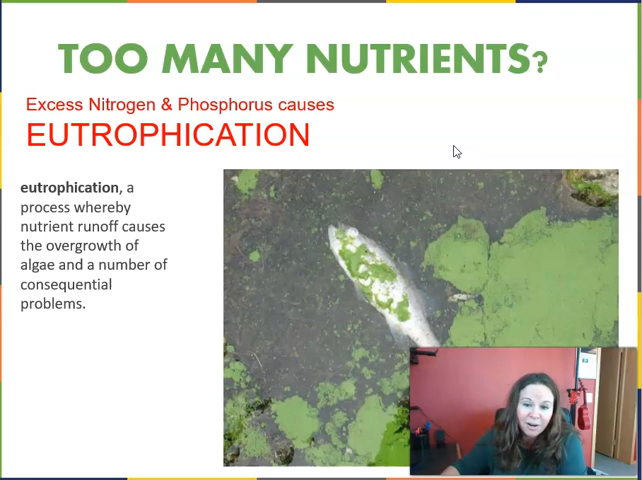 TOO MANY NUTRIENTS?
Excess Nitrogen & Phosphorus causes
EUTROPHICATION
eutrophication, a
process whereby
nutrient runoff causes
the overgrowth of
algae and a number of
consequential
problems.